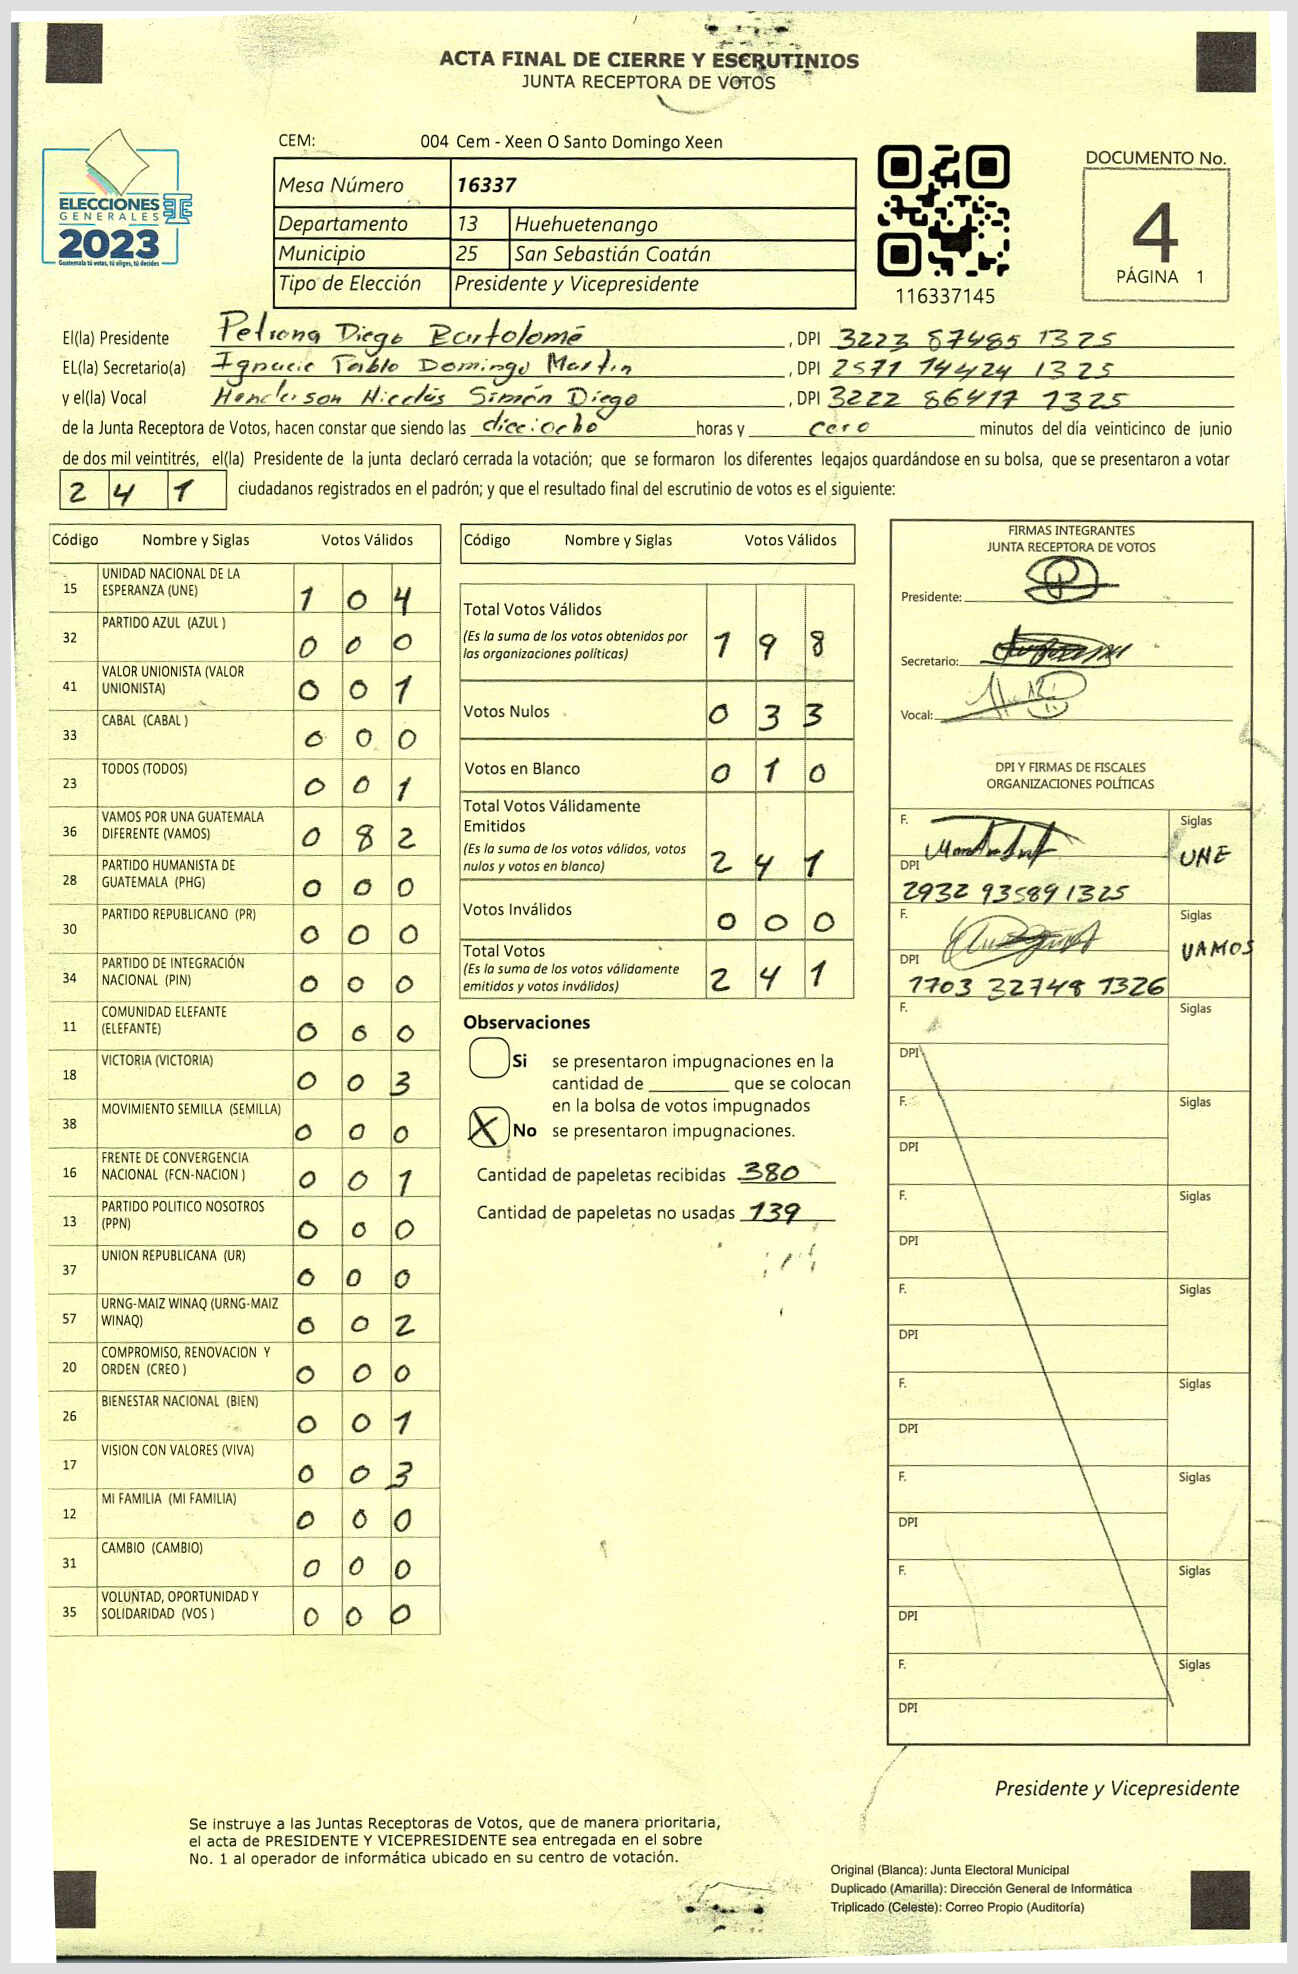 ACTA FINAL DE CIERRE Y ESCRUTINIOS
JUNTA RECEPTORA DE VOTOS
CEM: 004 Cem - Xeen O Santo Domingo Xeen
ELECCIONES
GENERALES
2023
Guatemala tú votas, tú eliges, tú decides
Mesa Número 16337
Departamento 13 Huehuetenango
Municipio 25 San Sebastián Coatán
Tipo de Elección Presidente y Vicepresidente
116337145
DOCUMENTO No.
4
PÁGINA 1
El(la) Presidente Petrona Diego Bartolomé, DPI 3223 87485 1325
EL(la) Secretario(a) Ignacio Pablo Domingo Martin, DPI 2571 14424 1325
y el(la) Vocal Henderson Nicolás Simón Diego, DPI 3222 86417 1325
de la Junta Receptora de Votos, hacen constar que siendo las dieciocho horas y cero minutos del día veinticinco de junio
de dos mil veintitrés, el(la) Presidente de la junta declaró cerrada la votación; que se formaron los diferentes legajos guardándose en su bolsa, que se presentaron a votar
2 4 1 ciudadanos registrados en el padrón; y que el resultado final del escrutinio de votos es el siguiente:
Código Nombre y Siglas Votos Válidos
15 UNIDAD NACIONAL DE LA ESPERANZA (UNE) 1 0 4
32 PARTIDO AZUL (AZUL ) 0 0 0
41 VALOR UNIONISTA (VALOR UNIONISTA) 0 0 1
33 CABAL (CABAL ) 0 0 0
23 TODOS (TODOS) 0 0 1
36 VAMOS POR UNA GUATEMALA DIFERENTE (VAMOS) 0 8 2
28 PARTIDO HUMANISTA DE GUATEMALA (PHG) 0 0 0
30 PARTIDO REPUBLICANO (PR) 0 0 0
34 PARTIDO DE INTEGRACIÓN NACIONAL (PIN) 0 0 0
11 COMUNIDAD ELEFANTE (ELEFANTE) 0 0 0
18 VICTORIA (VICTORIA) 0 0 3
38 MOVIMIENTO SEMILLA (SEMILLA) 0 0 0
16 FRENTE DE CONVERGENCIA NACIONAL (FCN-NACION ) 0 0 1
13 PARTIDO POLITICO NOSOTROS (PPN) 0 0 0
37 UNION REPUBLICANA (UR) 0 0 0
57 URNG-MAIZ WINAQ (URNG-MAIZ WINAQ) 0 0 2
20 COMPROMISO, RENOVACION Y ORDEN (CREO ) 0 0 0
26 BIENESTAR NACIONAL (BIEN) 0 0 1
17 VISION CON VALORES (VIVA) 0 0 3
12 MI FAMILIA (MI FAMILIA) 0 0 0
31 CAMBIO (CAMBIO) 0 0 0
35 VOLUNTAD, OPORTUNIDAD Y SOLIDARIDAD (VOS ) 0 0 0
Código Nombre y Siglas Votos Válidos
Total Votos Válidos
(Es la suma de los votos obtenidos por
las organizaciones políticas) 1 9 8
Votos Nulos 0 3 3
Votos en Blanco 0 1 0
Total Votos Válidamente
Emitidos
(Es la suma de los votos válidos, votos
nulos y votos en blanco) 2 4 1
Votos Inválidos 0 0 0
Total Votos
(Es la suma de los votos válidamente
emitidos y votos inválidos) 2 4 1
Observaciones
Si se presentaron impugnaciones en la
cantidad de ________ que se colocan
en la bolsa de votos impugnados
X No se presentaron impugnaciones.
Cantidad de papeletas recibidas 380
Cantidad de papeletas no usadas 139
FIRMAS INTEGRANTES
JUNTA RECEPTORA DE VOTOS
Presidente:
Secretario:
Vocal:
DPI Y FIRMAS DE FISCALES
ORGANIZACIONES POLÍTICAS
F. Siglas UNE
DPI 2932 93589 1325
F. Siglas VAMOS
DPI 1703 32748 1326
F. Siglas
DPI
F. Siglas
DPI
F. Siglas
DPI
F. Siglas
DPI
F. Siglas
DPI
F. Siglas
DPI
F. Siglas
DPI
F. Siglas
DPI
Presidente y Vicepresidente
Se instruye a las Juntas Receptoras de Votos, que de manera prioritaria,
el acta de PRESIDENTE Y VICEPRESIDENTE sea entregada en el sobre
No. 1 al operador de informática ubicado en su centro de votación.
Original (Blanca): Junta Electoral Municipal
Duplicado (Amarilla): Dirección General de Informática
Triplicado (Celeste): Correo Propio (Auditoría)